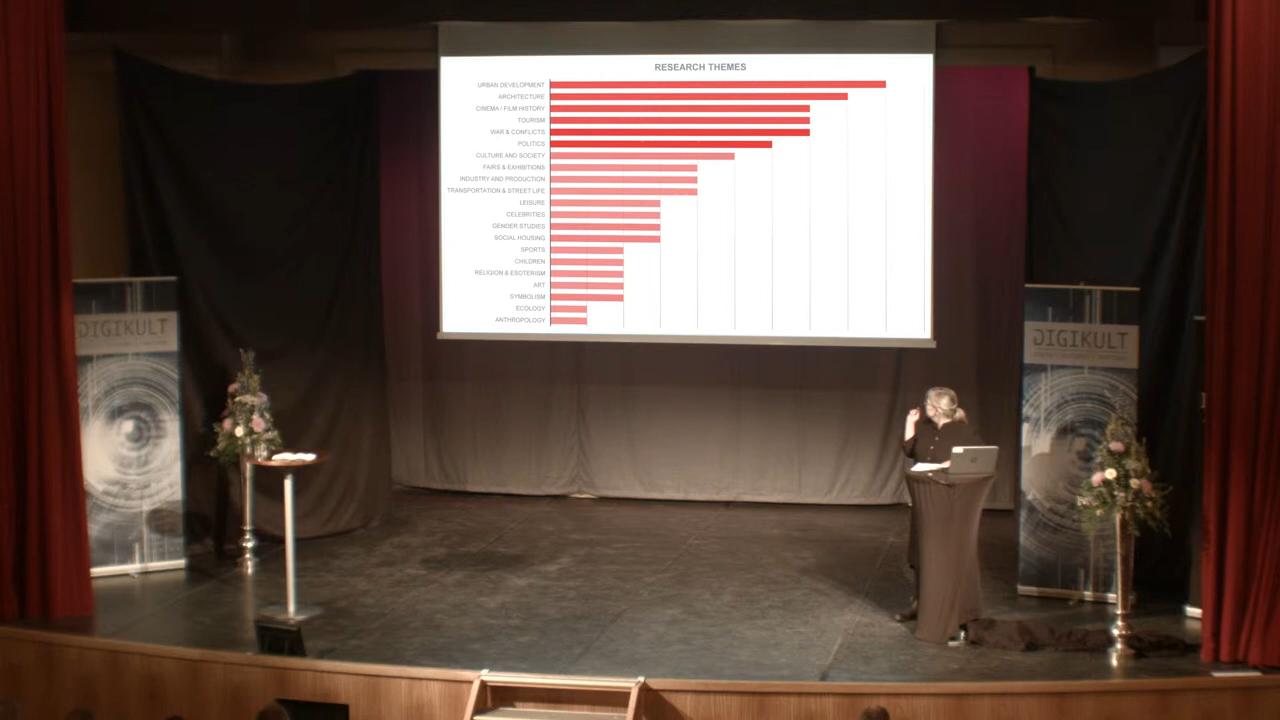 RESEARCH THEMES
URBAN DEVELOPMENT
ARCHITECTURE
CINEMA / FILM HISTORY
TOURISM
WAR & CONFLICTS
POLITICS
CULTURE AND SOCIETY
FAIRS & EXHIBITIONS
INDUSTRY AND PRODUCTION
TRANSPORTATION & STREET LIFE
LEISURE
CELEBRITIES
GENDER STUDIES
SOCIAL HOUSING
SPORTS
CHILDREN
RELIGION & ESOTERISM
ART
SYMBOLISM
ECOLOGY
ANTHROPOLOGY
DIGIKULT
DIGIKULT